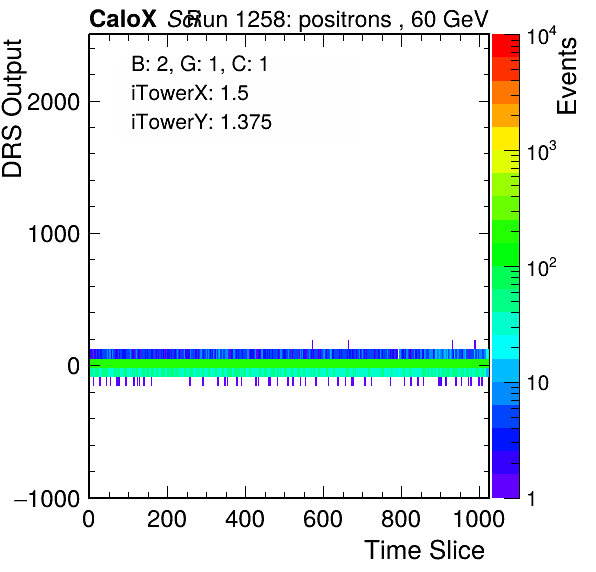 CaloX Run 1258: positrons , 60 GeV
B: 2, G: 1, C: 1
iTowerX: 1.5
iTowerY: 1.375
DRS Output
2000
1000
0
−1000
0 200 400 600 800 1000
Time Slice
Events
10^4
10^3
10^2
10
1